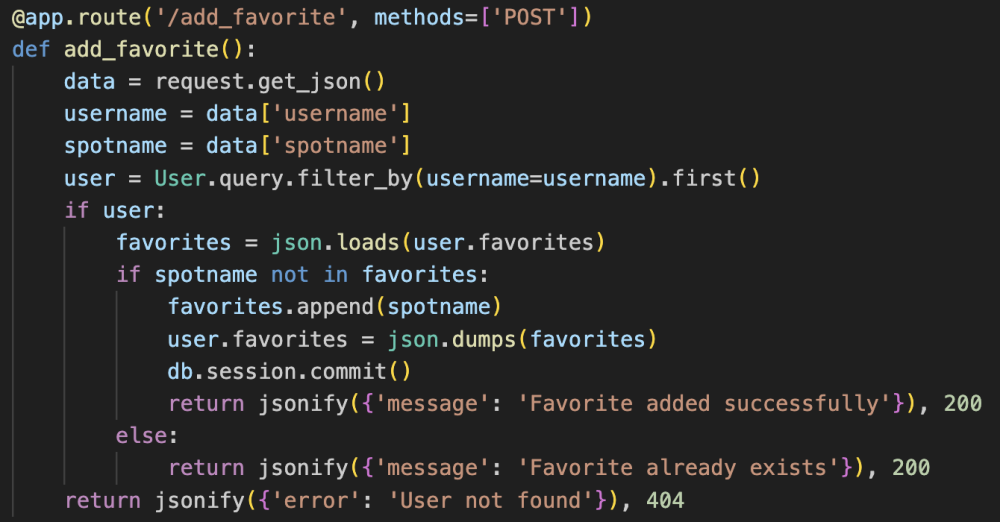 @app.route('/add_favorite', methods=['POST'])
def add_favorite():
    data = request.get_json()
    username = data['username']
    spotname = data['spotname']
    user = User.query.filter_by(username=username).first()
    if user:
        favorites = json.loads(user.favorites)
        if spotname not in favorites:
            favorites.append(spotname)
            user.favorites = json.dumps(favorites)
            db.session.commit()
            return jsonify({'message': 'Favorite added successfully'}), 200
        else:
            return jsonify({'message': 'Favorite already exists'}), 200
    return jsonify({'error': 'User not found'}), 404